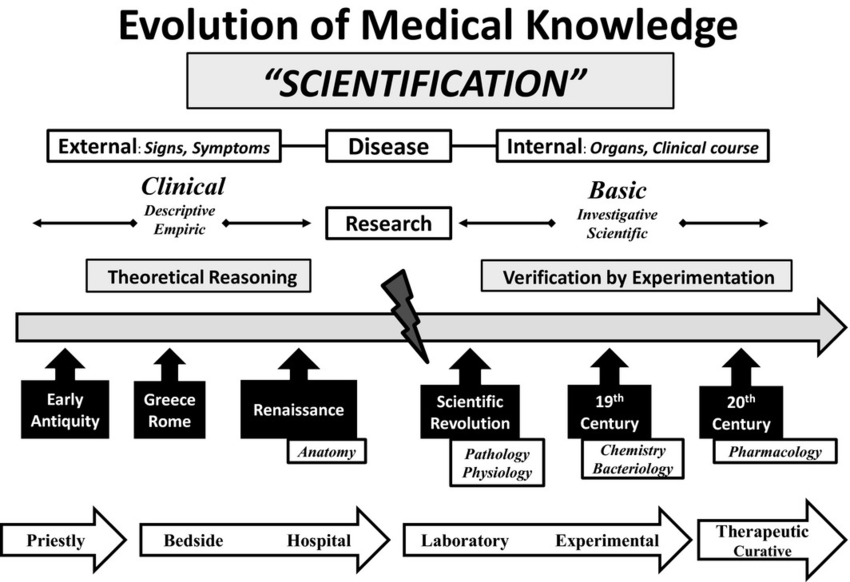 Evolution of Medical Knowledge
“SCIENTIFICATION”
External: Signs, Symptoms
Disease
Internal: Organs, Clinical course
Clinical
Descriptive
Empiric
Research
Basic
Investigative
Scientific
Theoretical Reasoning
Verification by Experimentation
Early
Antiquity
Greece
Rome
Renaissance
Anatomy
Scientific
Revolution
Pathology
Physiology
19th
Century
Chemistry
Bacteriology
20th
Century
Pharmacology
Priestly
Bedside
Hospital
Laboratory
Experimental
Therapeutic
Curative